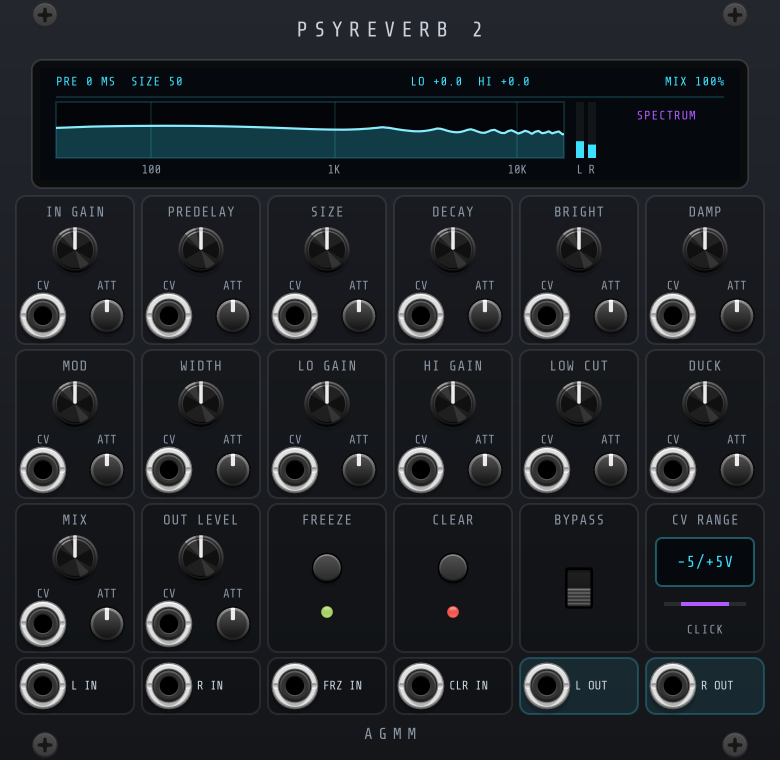 PSYREVERB 2
PRE 0 MS SIZE 50 LO +0.0 HI +0.0 MIX 100%
SPECTRUM
100 1K 10K L R
IN GAIN PREDELAY SIZE DECAY BRIGHT DAMP
CV ATT CV ATT CV ATT CV ATT CV ATT CV ATT
MOD WIDTH LO GAIN HI GAIN LOW CUT DUCK
CV ATT CV ATT CV ATT CV ATT CV ATT CV ATT
MIX OUT LEVEL FREEZE CLEAR BYPASS CV RANGE
-5/+5V
CV ATT CV ATT
CLICK
L IN R IN FRZ IN CLR IN L OUT R OUT
AGMM